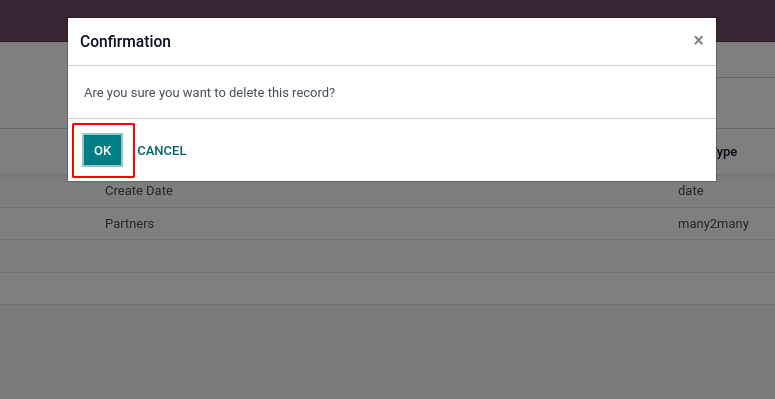 Confirmation ×
Are you sure you want to delete this record?
OK CANCEL
ype
Create Date date
Partners many2many